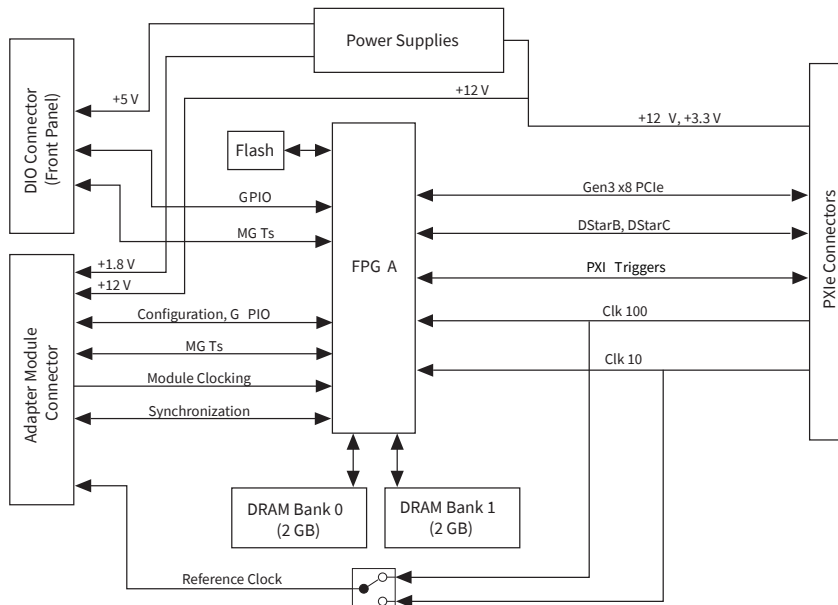 Power Supplies
+5 V
+12 V
+12 V, +3.3 V
DIO Connector
(Front Panel)
Flash
GPIO
Gen3 x8 PCIe
MG Ts
DStarB, DStarC
FPG A
+1.8 V
PXI Triggers
+12 V
PXIe Connectors
Configuration, G PIO
Clk 100
MG Ts
Clk 10
Module Clocking
Adapter Module
Connector
Synchronization
DRAM Bank 0
(2 GB)
DRAM Bank 1
(2 GB)
Reference Clock